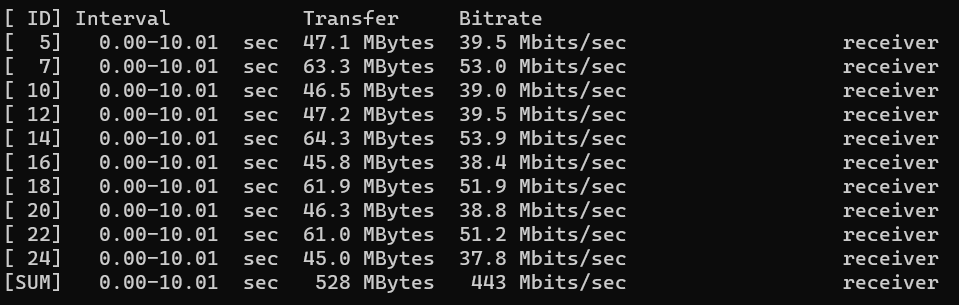 [ ID] Interval           Transfer     Bitrate
[  5]   0.00-10.01  sec  47.1 MBytes  39.5 Mbits/sec                  receiver
[  7]   0.00-10.01  sec  63.3 MBytes  53.0 Mbits/sec                  receiver
[ 10]   0.00-10.01  sec  46.5 MBytes  39.0 Mbits/sec                  receiver
[ 12]   0.00-10.01  sec  47.2 MBytes  39.5 Mbits/sec                  receiver
[ 14]   0.00-10.01  sec  64.3 MBytes  53.9 Mbits/sec                  receiver
[ 16]   0.00-10.01  sec  45.8 MBytes  38.4 Mbits/sec                  receiver
[ 18]   0.00-10.01  sec  61.9 MBytes  51.9 Mbits/sec                  receiver
[ 20]   0.00-10.01  sec  46.3 MBytes  38.8 Mbits/sec                  receiver
[ 22]   0.00-10.01  sec  61.0 MBytes  51.2 Mbits/sec                  receiver
[ 24]   0.00-10.01  sec  45.0 MBytes  37.8 Mbits/sec                  receiver
[SUM]   0.00-10.01  sec   528 MBytes   443 Mbits/sec                  receiver